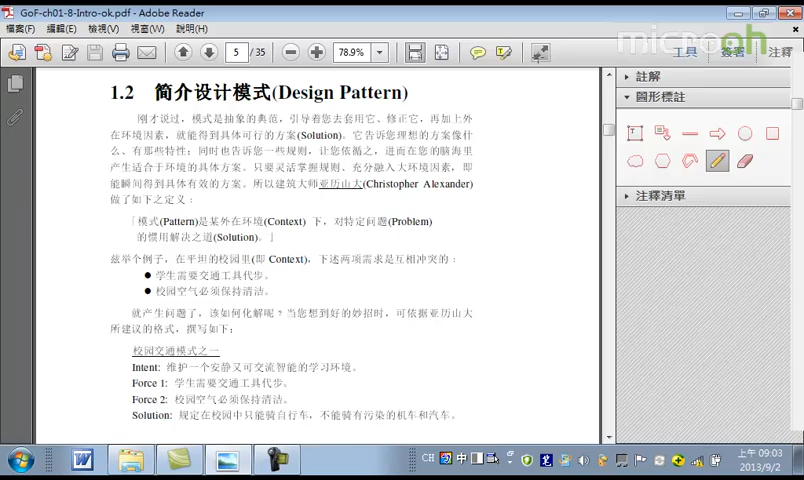 GoF-ch01-8-Intro-ok.pdf - Adobe Reader
檔案(F) 編輯(E) 檢視(V) 視窗(W) 說明(H)
5 / 35 78.9% 工具 簽署 注釋
microoh
1.2 简介设计模式(Design Pattern)
刚才说过，模式是抽象的典范，引导着您去套用它、修正它，再加上外
在环境因素，就能得到具体可行的方案(Solution)。它告诉您理想的方案像什
么、有那些特性；同时也告诉您一些规则，让您依循之，进而在您的脑海里
产生适合于环境的具体方案。只要灵活掌握规则、充分融入大环境因素，即
能瞬间得到具体有效的方案。所以建筑大师亚历山大(Christopher Alexander)
做了如下之定义：
「模式(Pattern)是某外在环境(Context) 下，对特定问题(Problem)
的惯用解决之道(Solution)。」
兹举个例子，在平坦的校园里(即 Context)，下述两项需求是互相冲突的：
● 学生需要交通工具代步。
● 校园空气必须保持清洁。
就产生问题了，该如何化解呢？当您想到好的妙招时，可依据亚历山大
所建议的格式，撰写如下：
校园交通模式之一
Intent: 维护一个安静又可交流智能的学习环境。
Force 1: 学生需要交通工具代步。
Force 2: 校园空气必须保持清洁。
Solution: 规定在校园中只能骑自行车，不能骑有污染的机车和汽车。
註解
圖形標註
注釋清單
CH 中
上午 09:03
2013/9/2